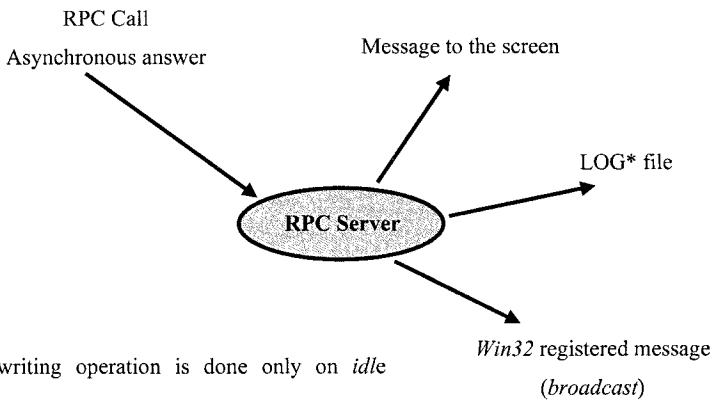 RPC Call
Asynchronous answer
Message to the screen
LOG* file
RPC Server
Win32 registered message
(broadcast)
writing operation is done only on idle